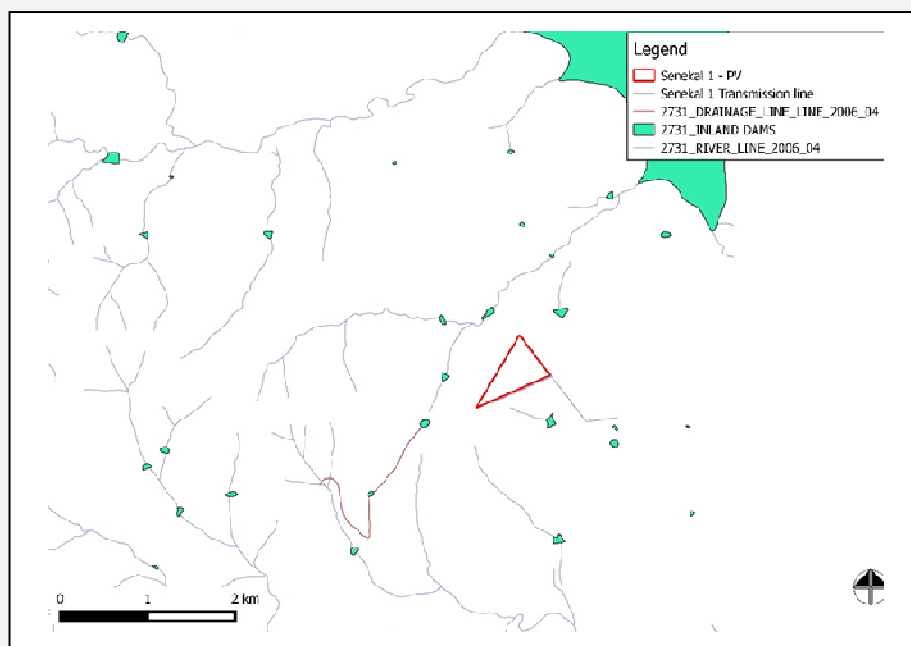 Legend
Senekal 1 - PV
Senekal 1 Transmission line
2731_DRAINAGE_LINE_LINE_2006_04
2731_INLAND DAMS
2731_RIVER_LINE_2006_04
0 1 2 km